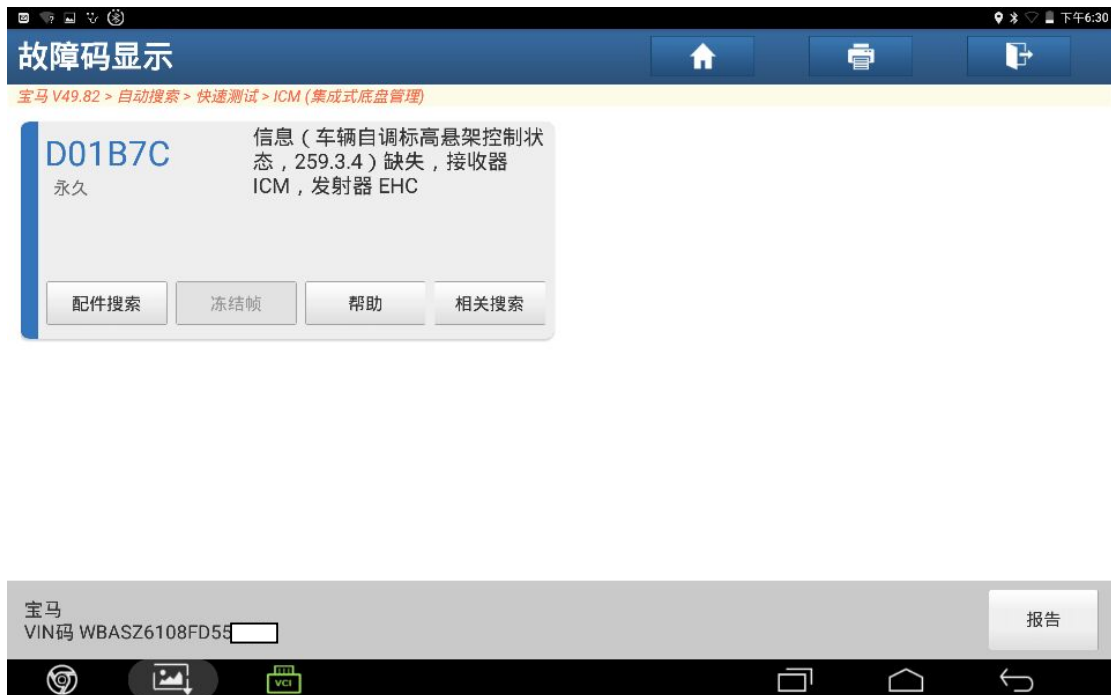 下午6:30
故障码显示
宝马 V49.82 > 自动搜索 > 快速测试 > ICM (集成式底盘管理)
D01B7C
永久
信息（车辆自调标高悬架控制状
态，259.3.4）缺失，接收器
ICM，发射器 EHC
配件搜索 冻结帧 帮助 相关搜索
宝马
VIN码 WBASZ6108FD55
报告
VCI